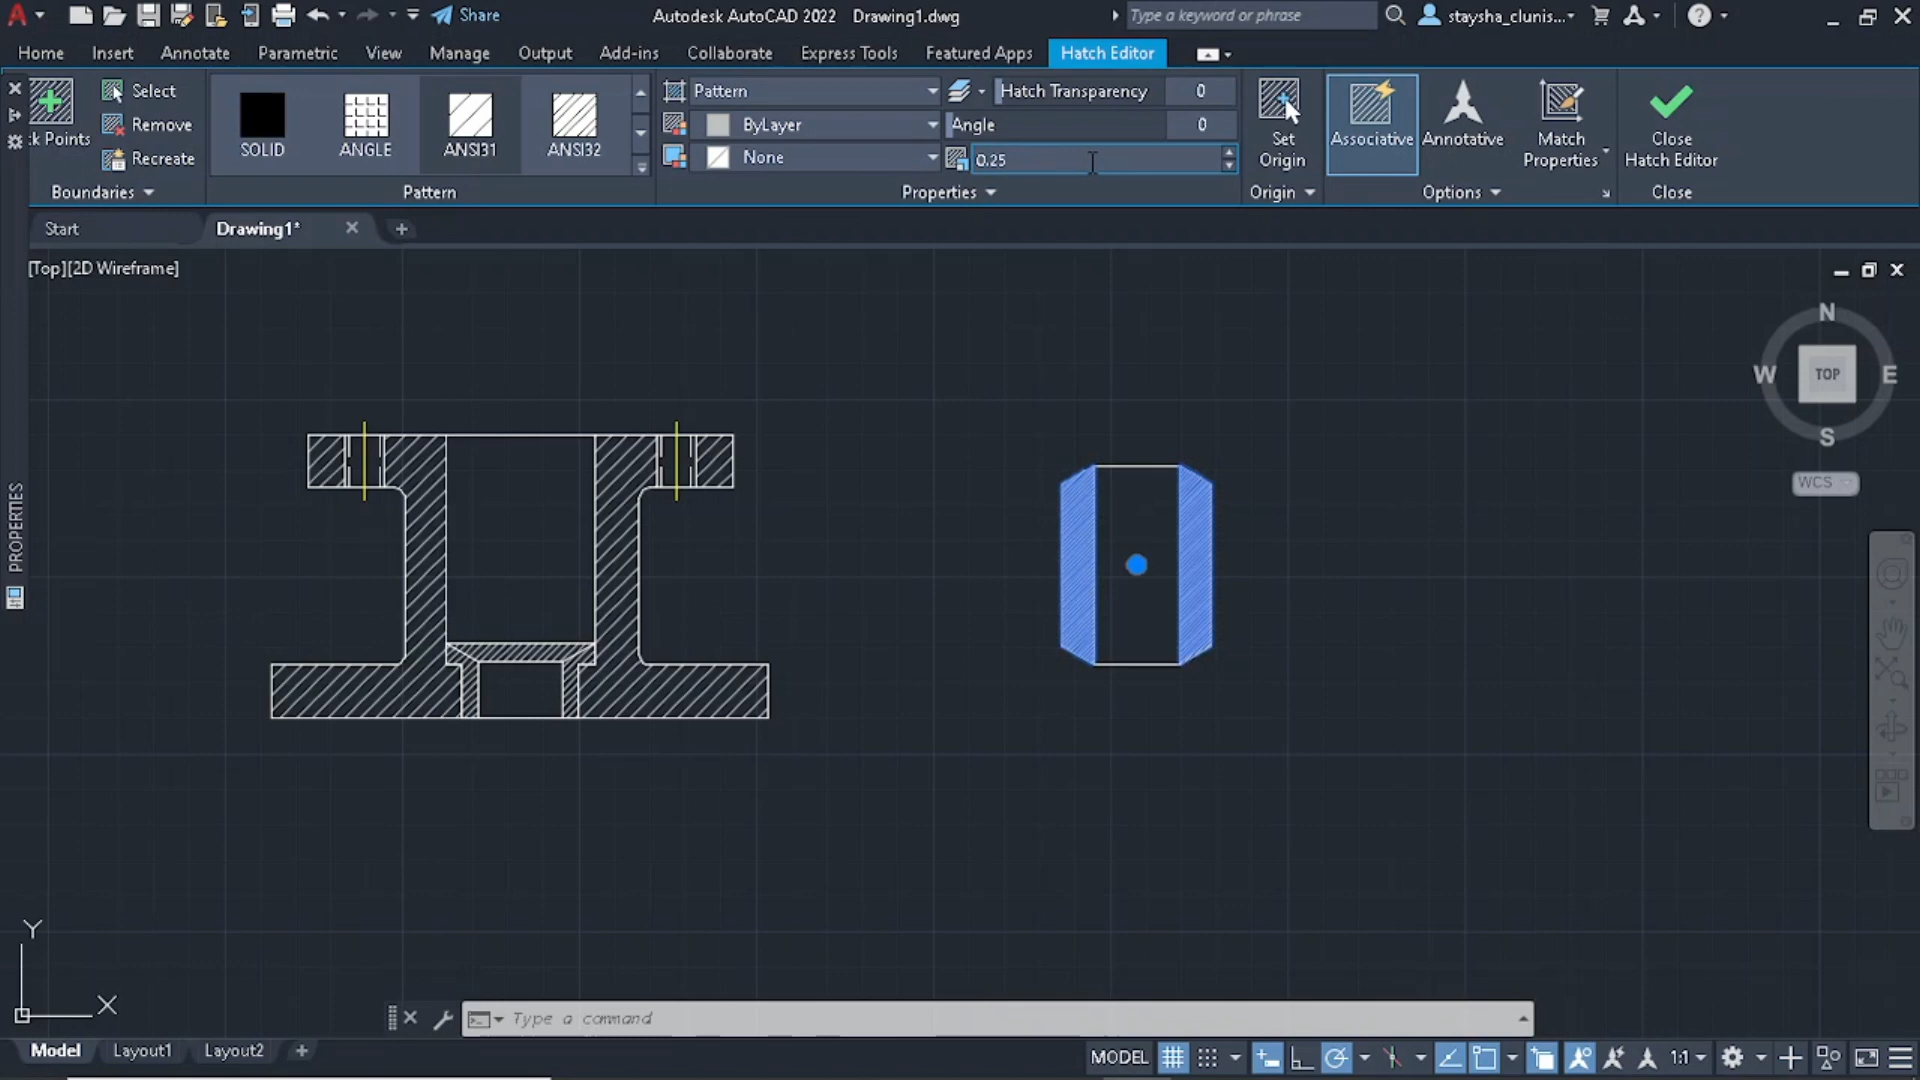 Share
Autodesk AutoCAD 2022 Drawing1.dwg
Type a keyword or phrase
staysha_clunis...
Home Insert Annotate Parametric View Manage Output Add-ins Collaborate Express Tools Featured Apps Hatch Editor
ck Points
Select
Remove
Recreate
Boundaries
SOLID ANGLE ANSI31 ANSI32
Pattern
Pattern
ByLayer
None
Hatch Transparency 0
Angle 0
0.25
Properties
Set
Origin
Origin
Associative Annotative
Match
Properties
Options
Close
Hatch Editor
Close
Start Drawing1*
[Top][2D Wireframe]
N
W TOP E
S
WCS
PROPERTIES
Y
X
Type a command
Model Layout1 Layout2
MODEL 1:1